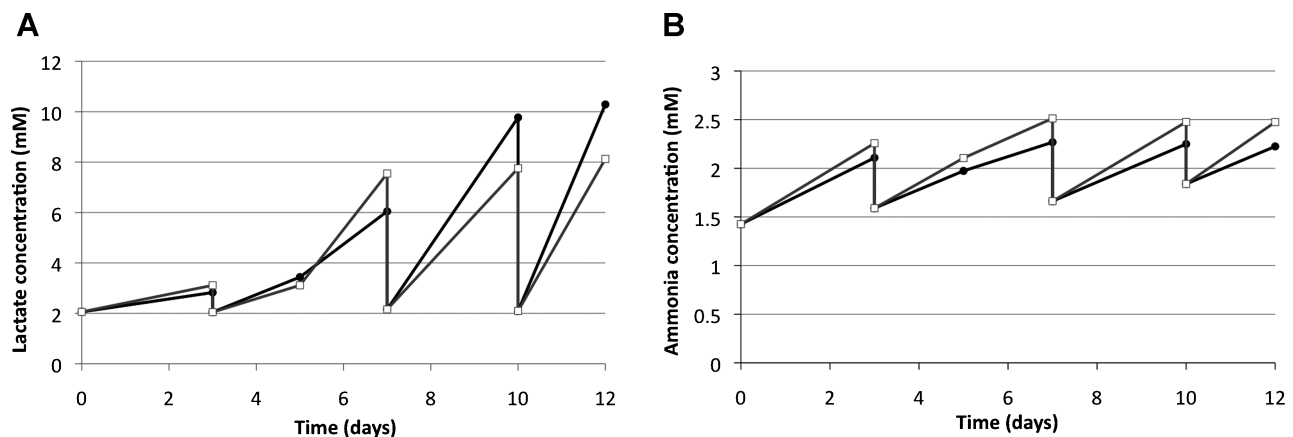 A
Lactate concentration (mM)
12
10
8
6
4
2
0
0 2 4 6 8 10 12
Time (days)
B
Ammonia concentration (mM)
3
2.5
2
1.5
1
0.5
0
0 2 4 6 8 10 12
Time (days)